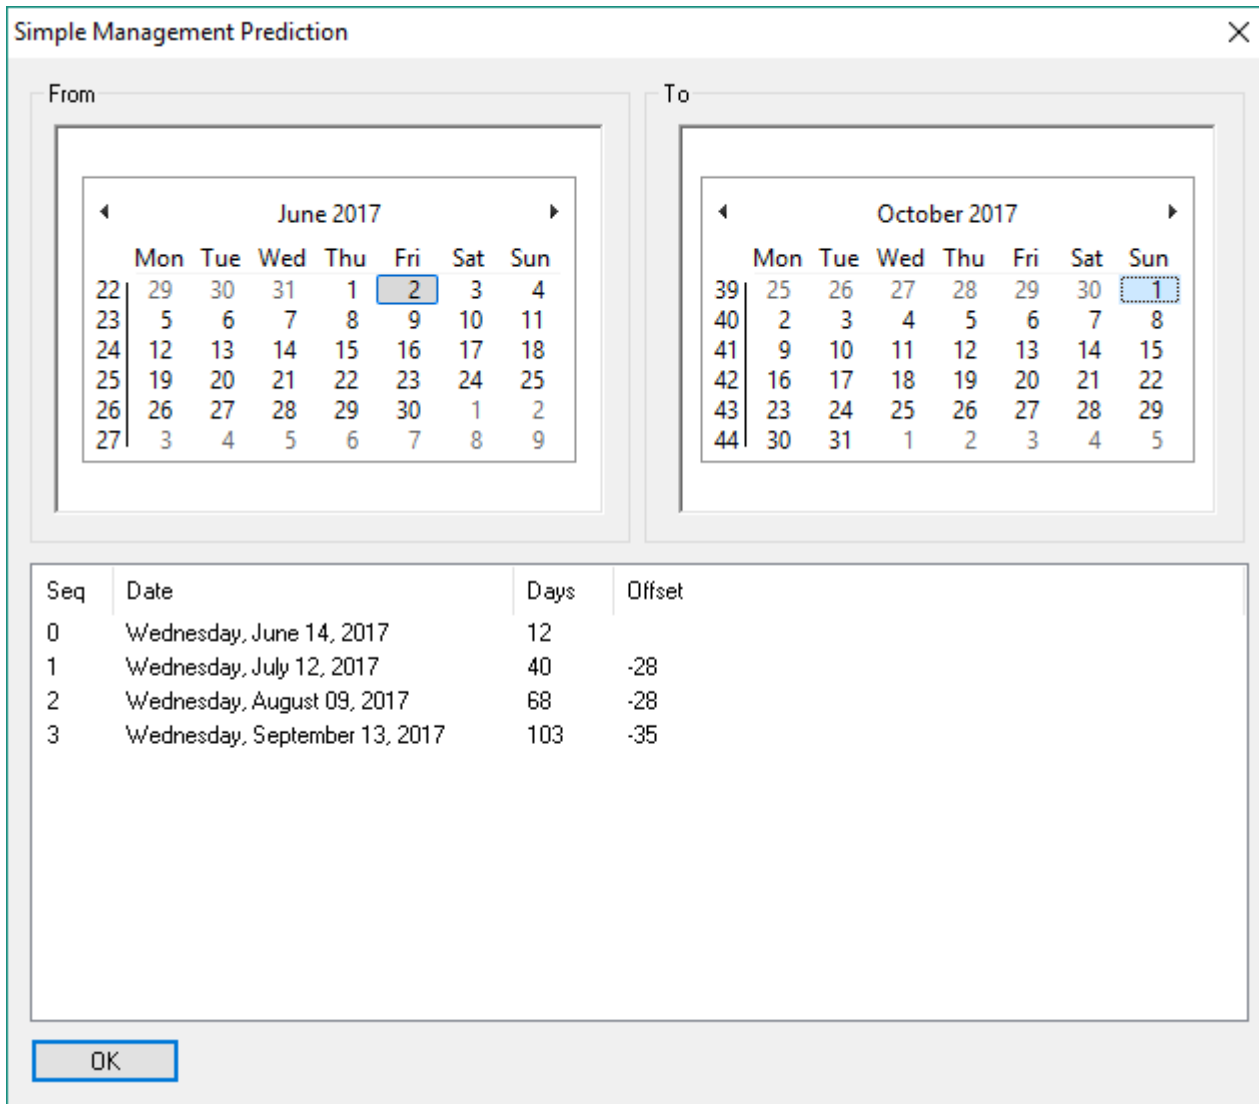 Simple Management Prediction
From
June 2017
Mon Tue Wed Thu Fri Sat Sun
22 29 30 31 1 2 3 4
23 5 6 7 8 9 10 11
24 12 13 14 15 16 17 18
25 19 20 21 22 23 24 25
26 26 27 28 29 30 1 2
27 3 4 5 6 7 8 9
To
October 2017
Mon Tue Wed Thu Fri Sat Sun
39 25 26 27 28 29 30 1
40 2 3 4 5 6 7 8
41 9 10 11 12 13 14 15
42 16 17 18 19 20 21 22
43 23 24 25 26 27 28 29
44 30 31 1 2 3 4 5
Seq Date Days Offset
0 Wednesday, June 14, 2017 12
1 Wednesday, July 12, 2017 40 -28
2 Wednesday, August 09, 2017 68 -28
3 Wednesday, September 13, 2017 103 -35
OK